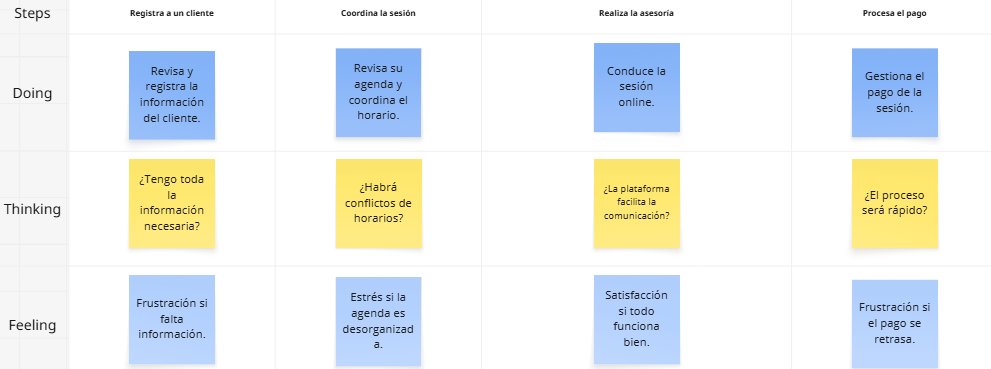 Steps
Registra a un cliente
Coordina la sesión
Realiza la asesoría
Procesa el pago
Doing
Revisa y
registra la
información
del cliente.
Revisa su
agenda y
coordina el
horario.
Conduce la
sesión
online.
Gestiona el
pago de la
sesión.
Thinking
¿Tengo toda
la
información
necesaria?
¿Habrá
conflictos de
horarios?
¿La plataforma
facilita la
comunicación?
¿El proceso
será rápido?
Feeling
Frustración si
falta
información.
Estrés si la
agenda es
desorganizad
a.
Satisfacción
si todo
funciona
bien.
Frustración si
el pago se
retrasa.